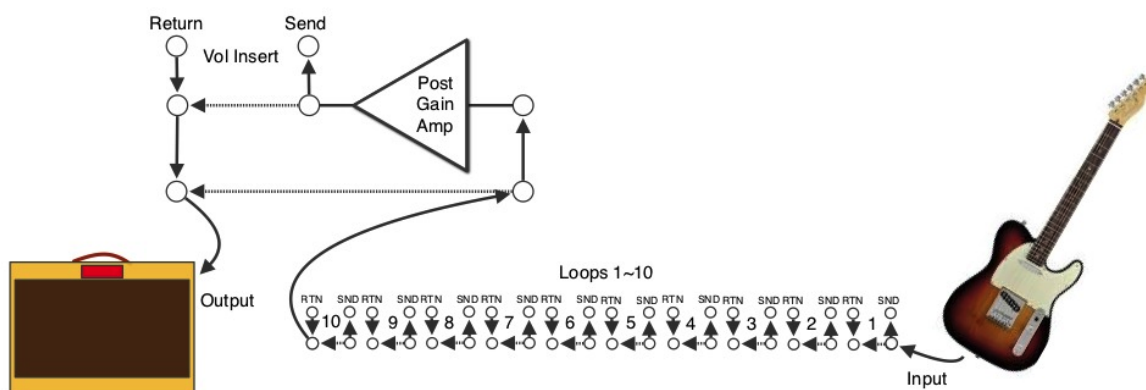 Return
Send
Vol Insert
Post
Gain
Amp
Loops 1~10
Output
RTN SND RTN SND RTN SND RTN SND RTN SND RTN SND RTN SND RTN SND RTN SND RTN SND
10 9 8 7 6 5 4 3 2 1
Input